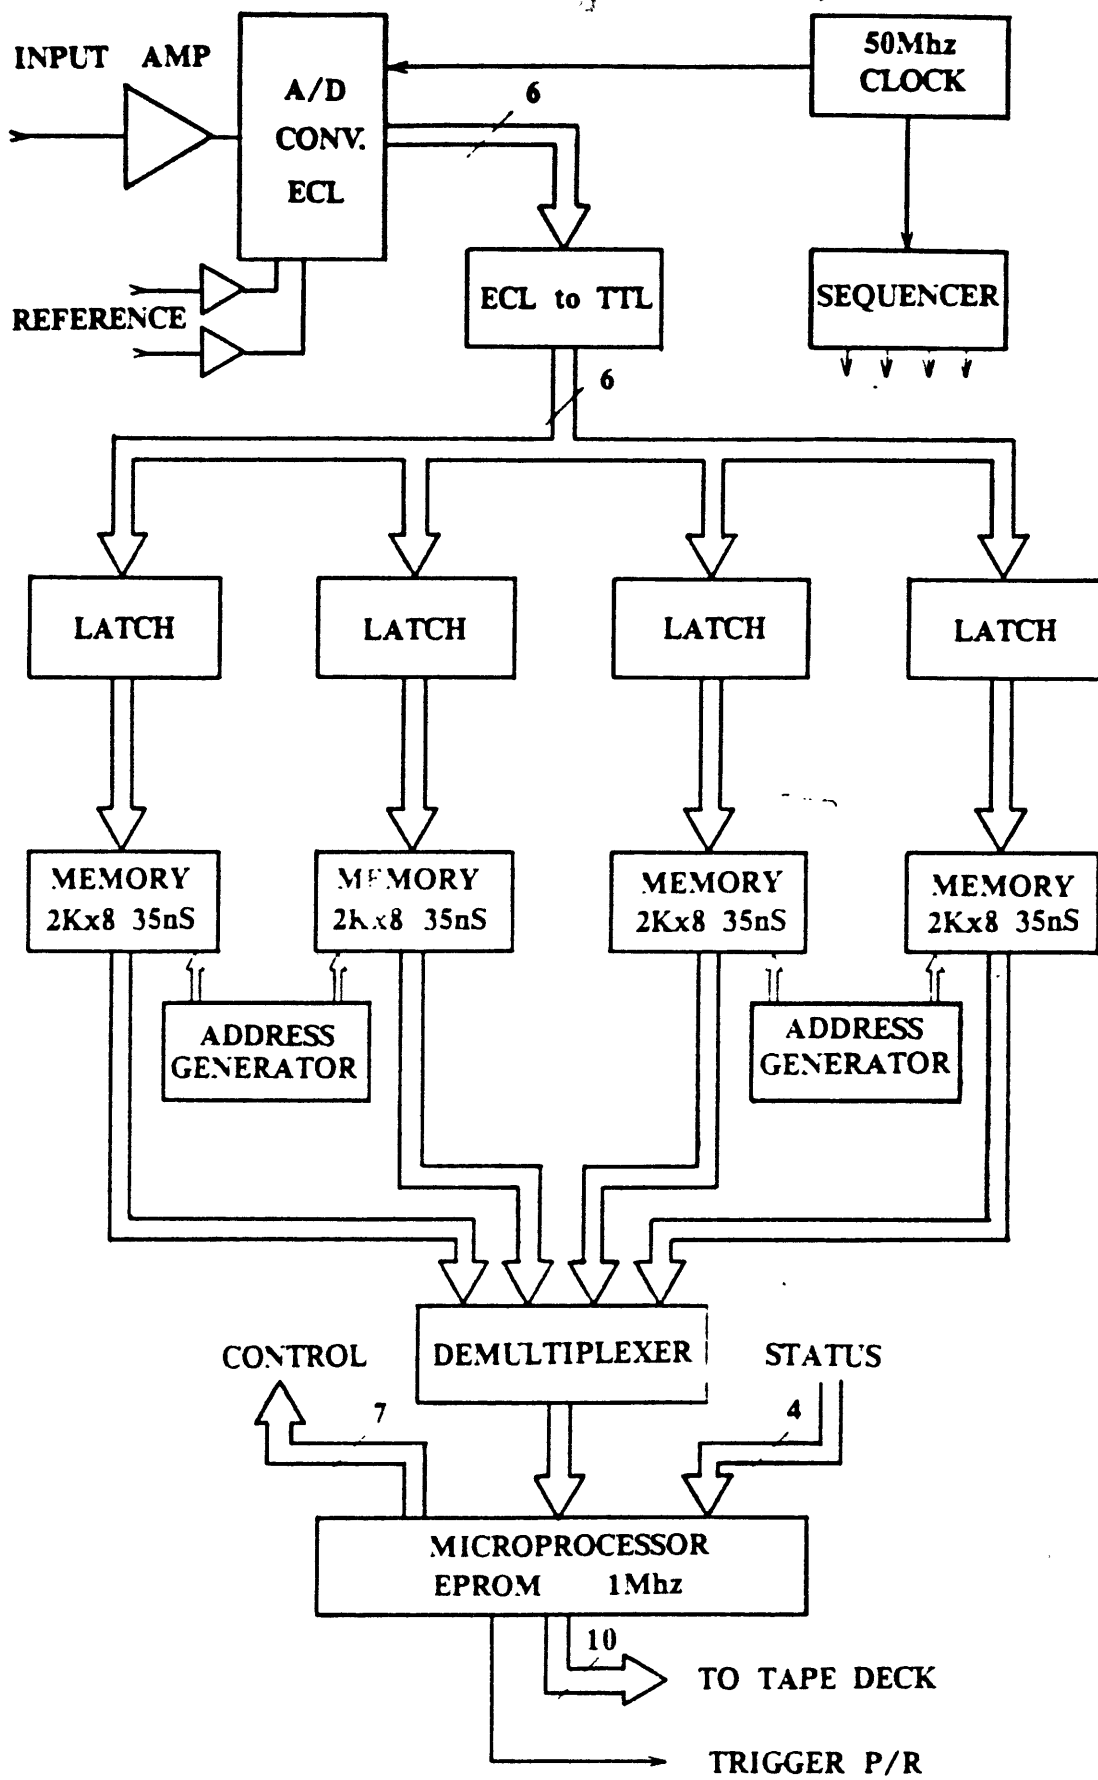 INPUT AMP
A/D
CONV.
ECL
50Mhz
CLOCK
6
REFERENCE
ECL to TTL
SEQUENCER
6
LATCH
LATCH
LATCH
LATCH
MEMORY
2Kx8 35nS
MEMORY
2Kx8 35nS
MEMORY
2Kx8 35nS
MEMORY
2Kx8 35nS
ADDRESS
GENERATOR
ADDRESS
GENERATOR
CONTROL
DEMULTIPLEXER
STATUS
7
4
MICROPROCESSOR
EPROM 1Mhz
10
TO TAPE DECK
TRIGGER P/R